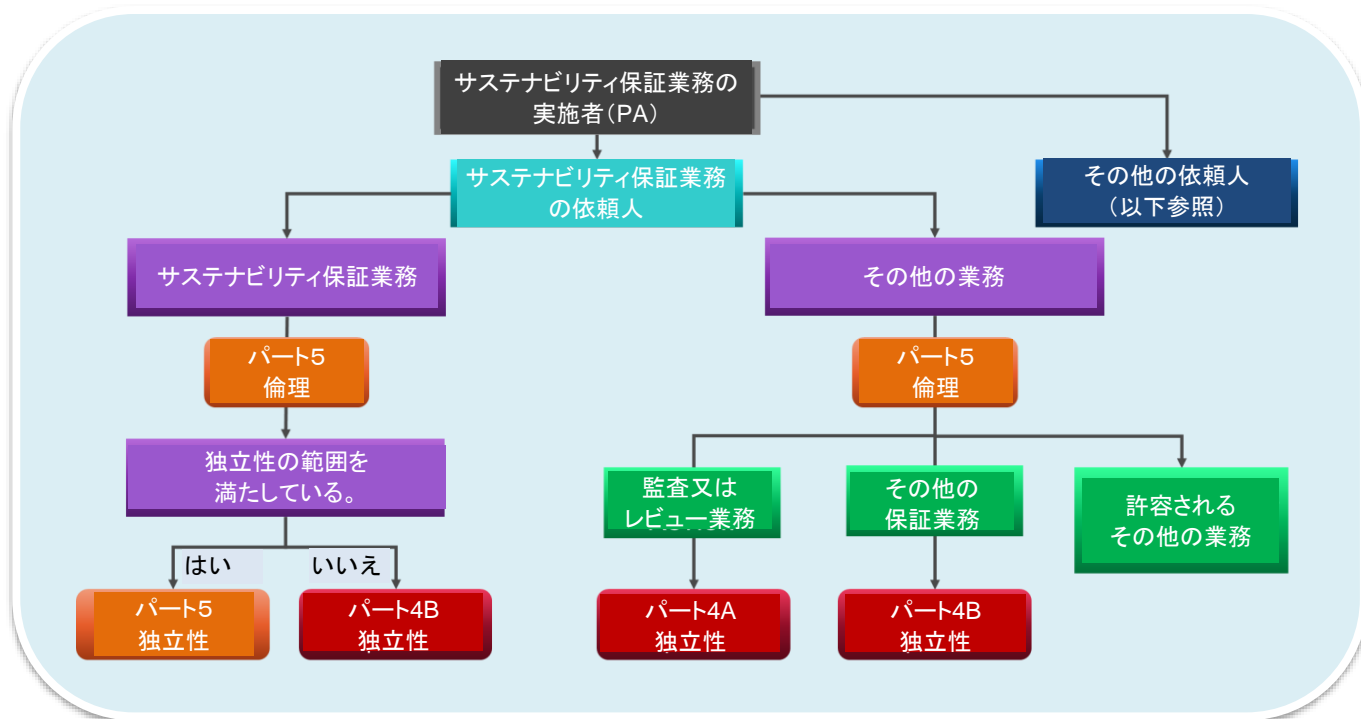 サステナビリティ保証業務の
実施者（PA）
サステナビリティ保証業務
の依頼人
その他の依頼人
（以下参照）
サステナビリティ保証業務
その他の業務
パート5
倫理
パート5
倫理
独立性の範囲を
満たしている。
監査又は
レビュー業務
その他の
保証業務
許容される
その他の業務
はい
いいえ
パート5
独立性
パート4B
独立性
パート4A
独立性
パート4B
独立性